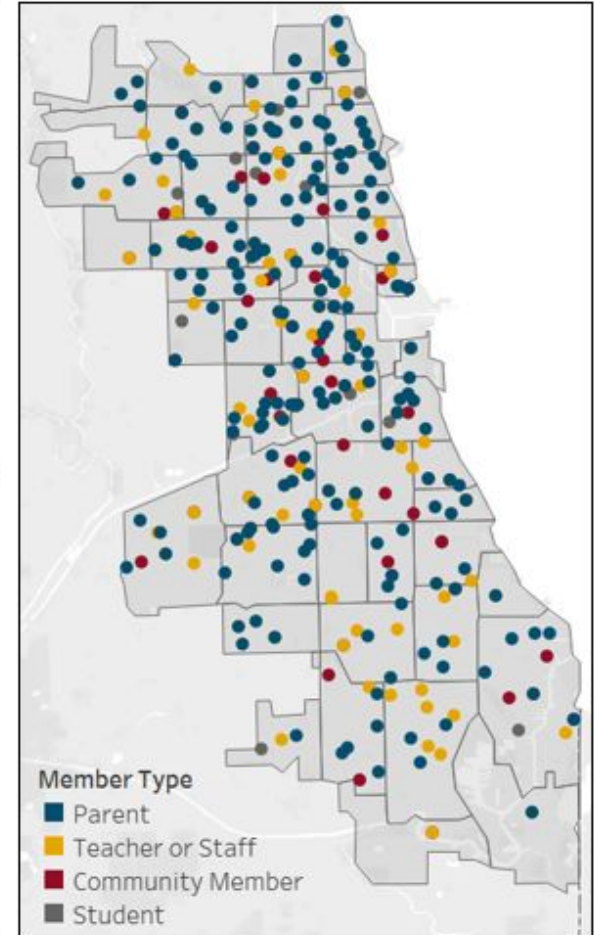 Member Type
Parent
Teacher or Staff
Community Member
Student